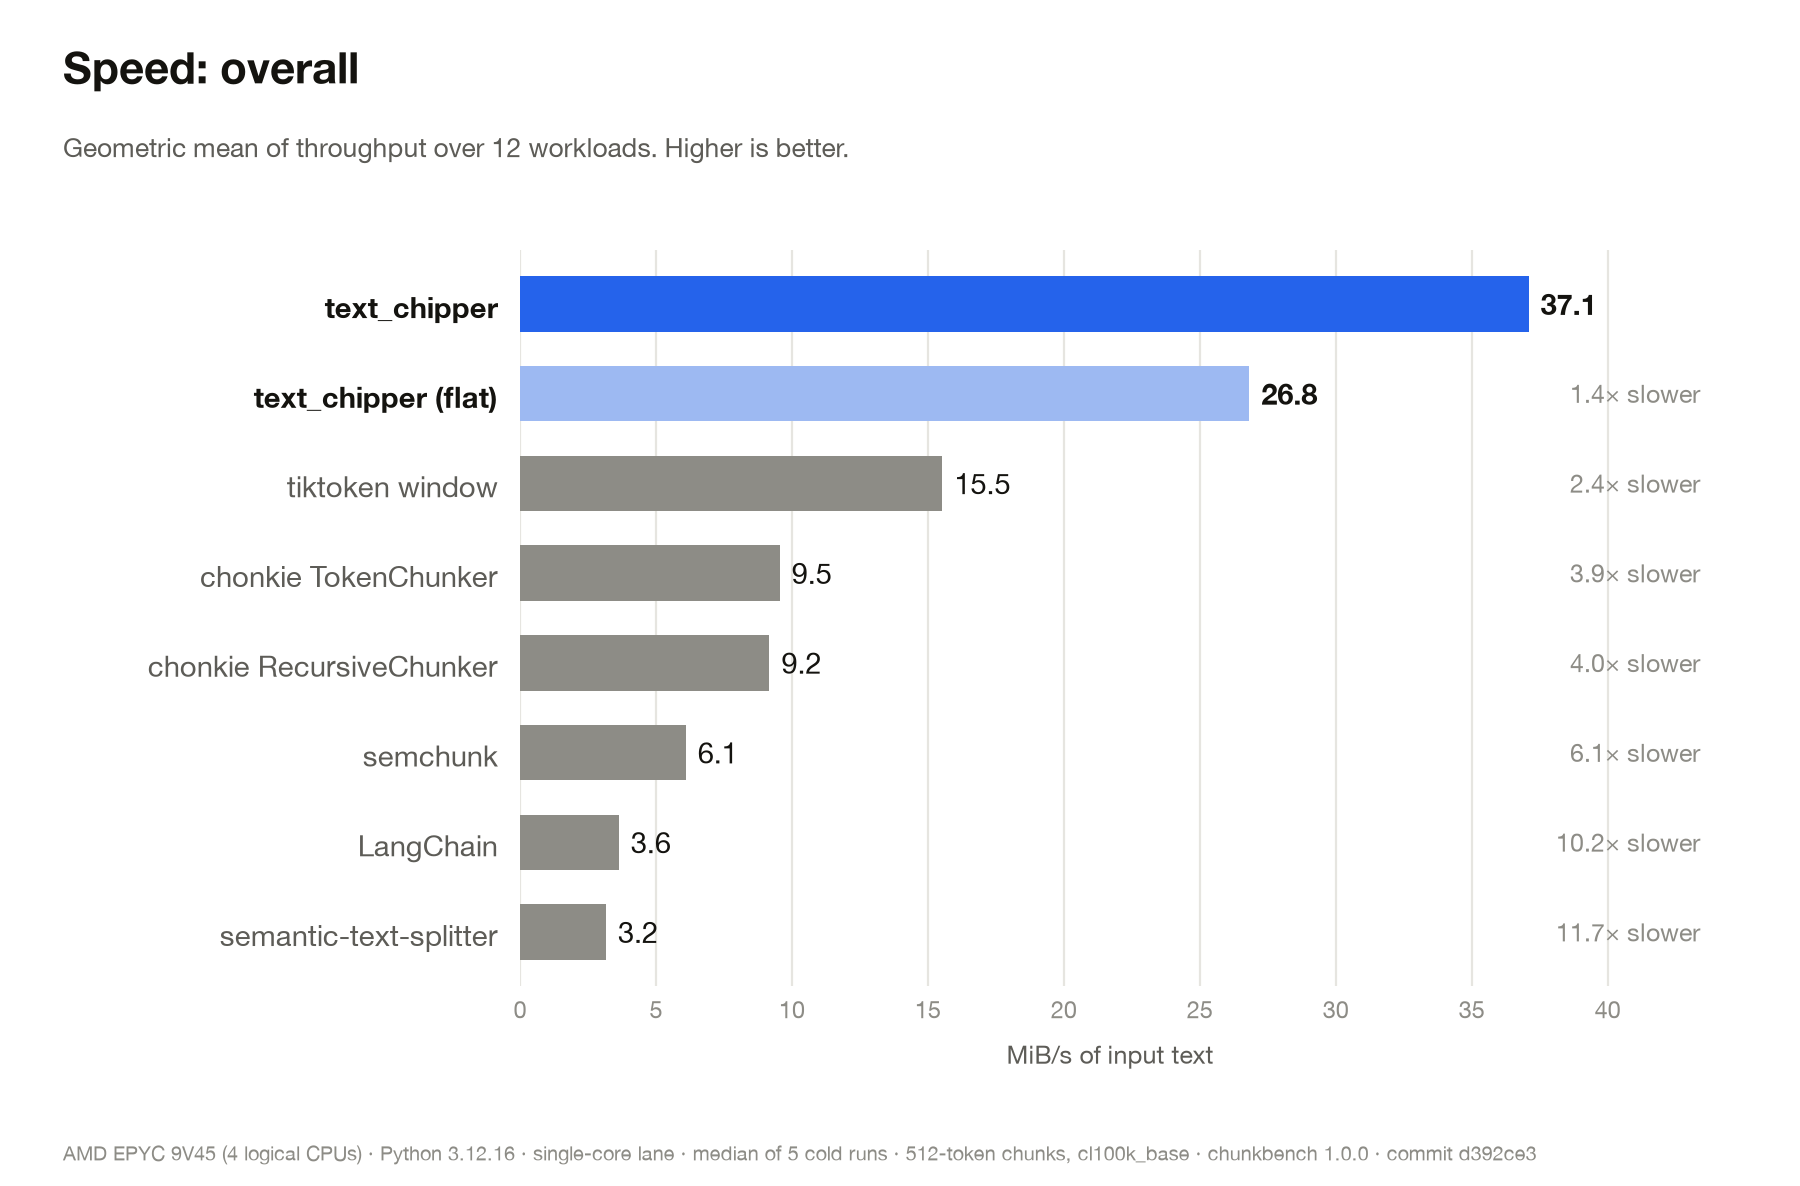 Speed: overall
Geometric mean of throughput over 12 workloads. Higher is better.
text_chipper 37.1
text_chipper (flat) 26.8 1.4× slower
tiktoken window 15.5 2.4× slower
chonkie TokenChunker 9.5 3.9× slower
chonkie RecursiveChunker 9.2 4.0× slower
semchunk 6.1 6.1× slower
LangChain 3.6 10.2× slower
semantic-text-splitter 3.2 11.7× slower
0 5 10 15 20 25 30 35 40
MiB/s of input text
AMD EPYC 9V45 (4 logical CPUs) · Python 3.12.16 · single-core lane · median of 5 cold runs · 512-token chunks, cl100k_base · chunkbench 1.0.0 · commit d392ce3